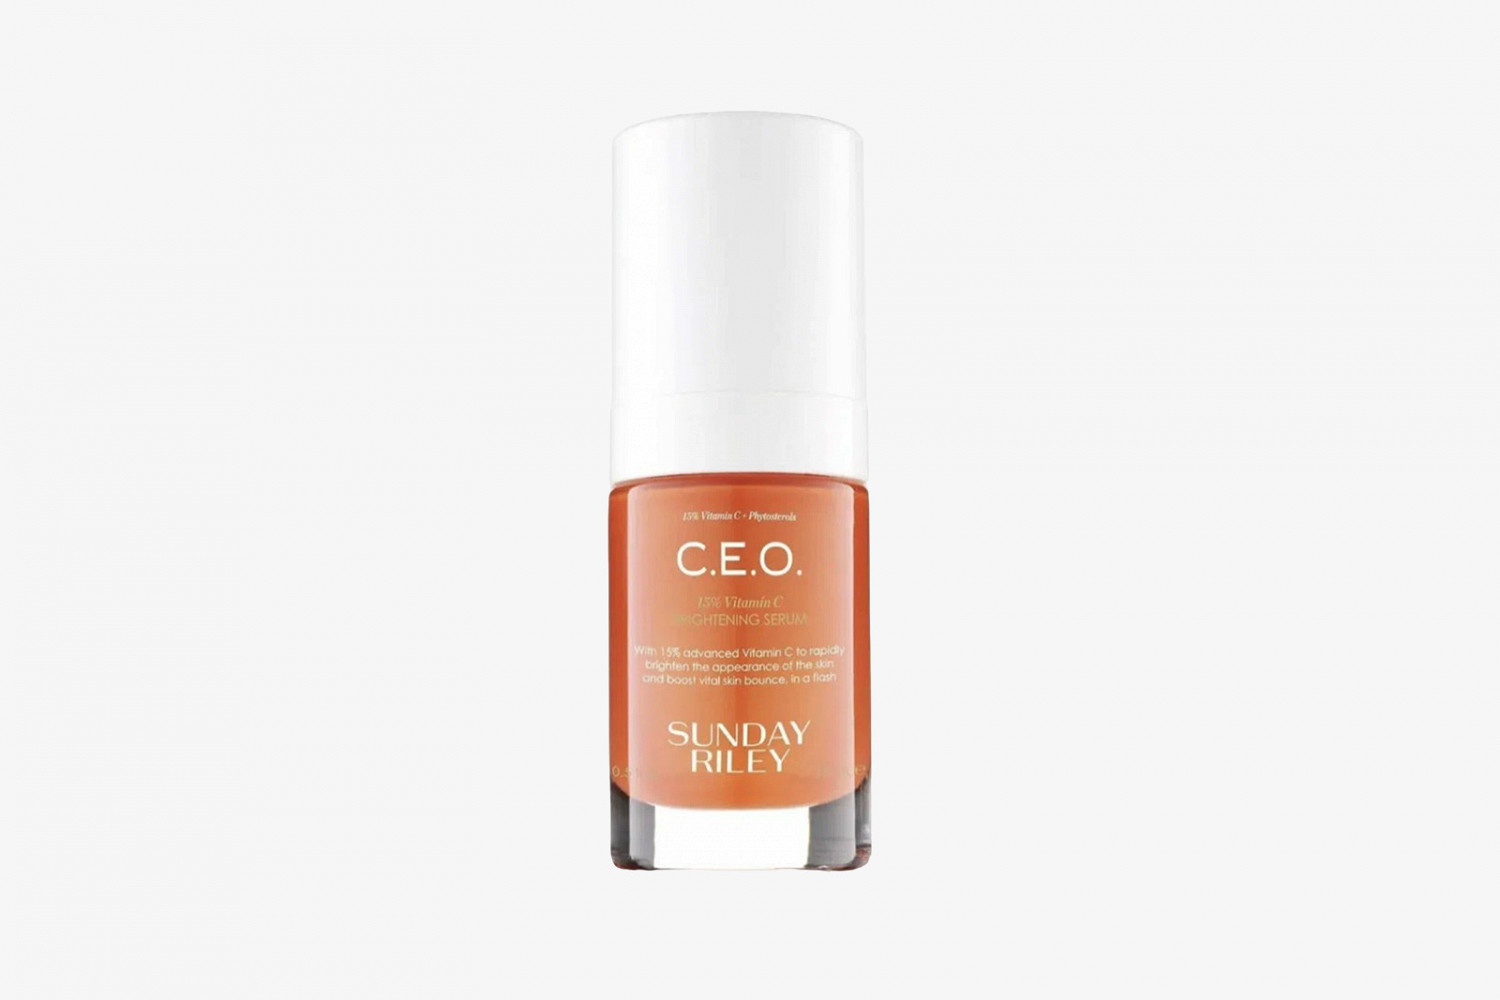 15% Vitamin C + Phytosterols
C.E.O.
15% Vitamin C
BRIGHTENING SERUM
With 15% advanced Vitamin C to rapidly
brighten the appearance of the skin
and boost vital skin bounce, in a flash
SUNDAY
RILEY